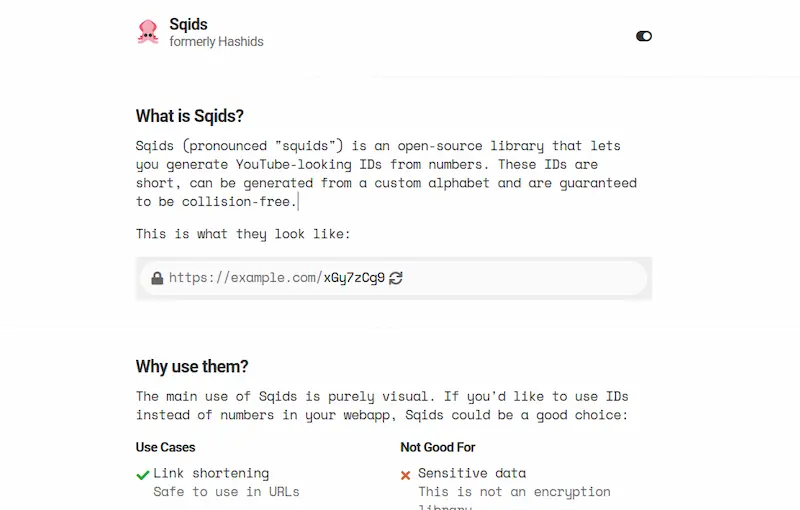 Sqids
formerly Hashids
What is Sqids?
Sqids (pronounced "squids") is an open-source library that lets
you generate YouTube-looking IDs from numbers. These IDs are
short, can be generated from a custom alphabet and are guaranteed
to be collision-free.
This is what they look like:
https://example.com/xGy7zCg9
Why use them?
The main use of Sqids is purely visual. If you'd like to use IDs
instead of numbers in your webapp, Sqids could be a good choice:
Use Cases
Link shortening
Safe to use in URLs
Not Good For
Sensitive data
This is not an encryption
library